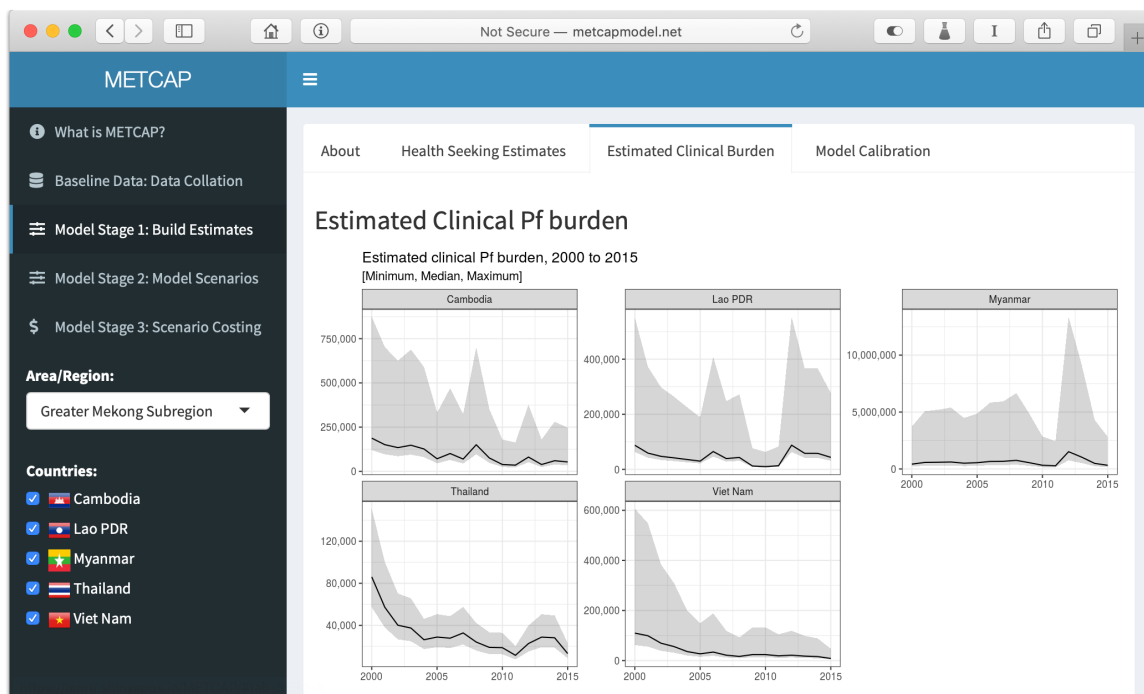 Not Secure — metcapmodel.net
METCAP
What is METCAP?
Baseline Data: Data Collation
Model Stage 1: Build Estimates
Model Stage 2: Model Scenarios
$ Model Stage 3: Scenario Costing
Area/Region:
Greater Mekong Subregion
Countries:
Cambodia
Lao PDR
Myanmar
Thailand
Viet Nam
About Health Seeking Estimates Estimated Clinical Burden Model Calibration
Estimated Clinical Pf burden
Estimated clinical Pf burden, 2000 to 2015
[Minimum, Median, Maximum]
Cambodia
750,000
500,000
250,000
0
Lao PDR
400,000
200,000
0
Myanmar
10,000,000
5,000,000
0
2000 2005 2010 2015
Thailand
120,000
80,000
40,000
2000 2005 2010 2015
Viet Nam
600,000
400,000
200,000
0
2000 2005 2010 2015